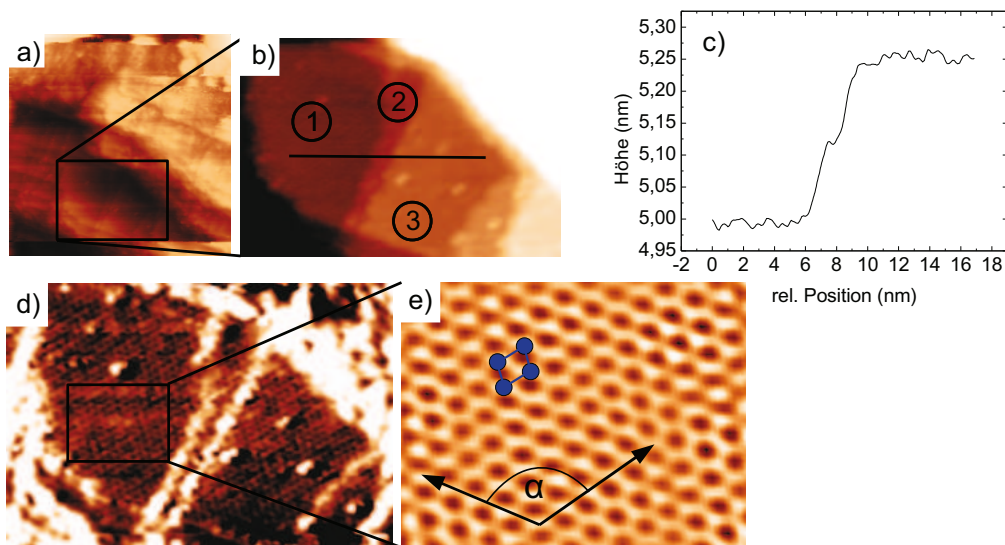 a)
b)
1
2
3
c)
5,30
5,25
5,20
5,15
5,10
5,05
5,00
4,95
Höhe (nm)
-2 0 2 4 6 8 10 12 14 16 18
rel. Position (nm)
d)
e)
α